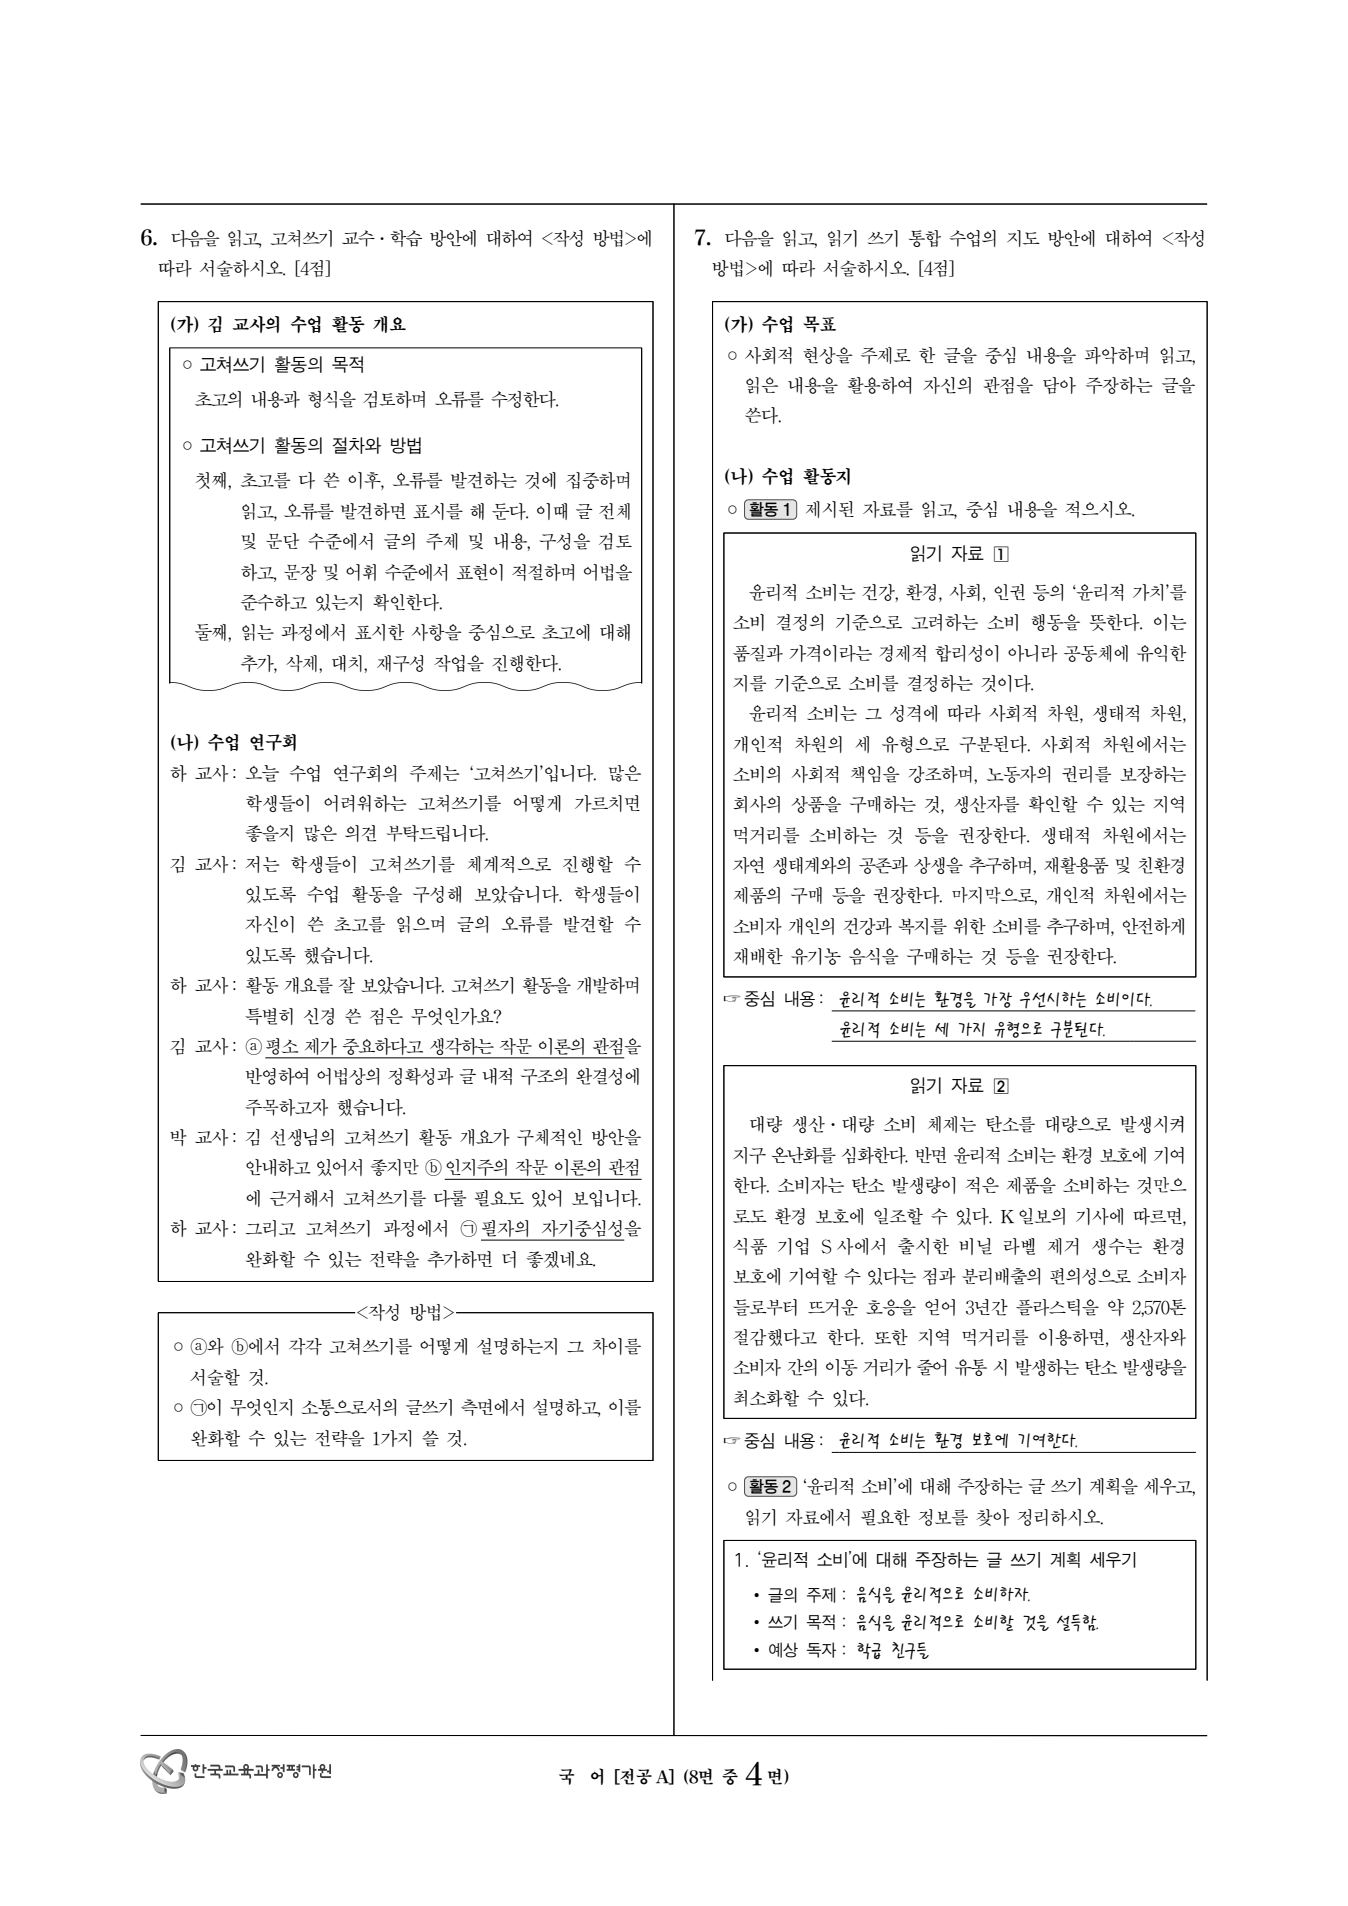 6. 다음을 읽고, 고쳐쓰기 교수·학습 방안에 대하여 <작성 방법>에
따라 서술하시오. [4점]
(가) 김 교사의 수업 활동 개요
○ 고쳐쓰기 활동의 목적
초고의 내용과 형식을 검토하며 오류를 수정한다.
○ 고쳐쓰기 활동의 절차와 방법
첫째, 초고를 다 쓴 이후, 오류를 발견하는 것에 집중하며
읽고, 오류를 발견하면 표시를 해 둔다. 이때 글 전체
및 문단 수준에서 글의 주제 및 내용, 구성을 검토
하고, 문장 및 어휘 수준에서 표현이 적절하며 어법을
준수하고 있는지 확인한다.
둘째, 읽는 과정에서 표시한 사항을 중심으로 초고에 대해
추가, 삭제, 대치, 재구성 작업을 진행한다.
(나) 수업 연구회
하 교사: 오늘 수업 연구회의 주제는 ‘고쳐쓰기’입니다. 많은
학생들이 어려워하는 고쳐쓰기를 어떻게 가르치면
좋을지 많은 의견 부탁드립니다.
김 교사: 저는 학생들이 고쳐쓰기를 체계적으로 진행할 수
있도록 수업 활동을 구성해 보았습니다. 학생들이
자신이 쓴 초고를 읽으며 글의 오류를 발견할 수
있도록 했습니다.
하 교사: 활동 개요를 잘 보았습니다. 고쳐쓰기 활동을 개발하며
특별히 신경 쓴 점은 무엇인가요?
김 교사: ⓐ평소 제가 중요하다고 생각하는 작문 이론의 관점을
반영하여 어법상의 정확성과 글 내적 구조의 완결성에
주목하고자 했습니다.
박 교사: 김 선생님의 고쳐쓰기 활동 개요가 구체적인 방안을
안내하고 있어서 좋지만 ⓑ인지주의 작문 이론의 관점
에 근거해서 고쳐쓰기를 다룰 필요도 있어 보입니다.
하 교사: 그리고 고쳐쓰기 과정에서 ㉠필자의 자기중심성을
완화할 수 있는 전략을 추가하면 더 좋겠네요.
<작성 방법>
○ ⓐ와 ⓑ에서 각각 고쳐쓰기를 어떻게 설명하는지 그 차이를
서술할 것.
○ ㉠이 무엇인지 소통으로서의 글쓰기 측면에서 설명하고, 이를
완화할 수 있는 전략을 1가지 쓸 것.
7. 다음을 읽고, 읽기 쓰기 통합 수업의 지도 방안에 대하여 <작성
방법>에 따라 서술하시오. [4점]
(가) 수업 목표
○ 사회적 현상을 주제로 한 글을 중심 내용을 파악하며 읽고,
읽은 내용을 활용하여 자신의 관점을 담아 주장하는 글을
쓴다.
(나) 수업 활동지
○ 활동 1 제시된 자료를 읽고, 중심 내용을 적으시오.
읽기 자료 1
윤리적 소비는 건강, 환경, 사회, 인권 등의 ‘윤리적 가치’를
소비 결정의 기준으로 고려하는 소비 행동을 뜻한다. 이는
품질과 가격이라는 경제적 합리성이 아니라 공동체에 유익한
지를 기준으로 소비를 결정하는 것이다.
윤리적 소비는 그 성격에 따라 사회적 차원, 생태적 차원,
개인적 차원의 세 유형으로 구분된다. 사회적 차원에서는
소비의 사회적 책임을 강조하며, 노동자의 권리를 보장하는
회사의 상품을 구매하는 것, 생산자를 확인할 수 있는 지역
먹거리를 소비하는 것 등을 권장한다. 생태적 차원에서는
자연 생태계와의 공존과 상생을 추구하며, 재활용품 및 친환경
제품의 구매 등을 권장한다. 마지막으로, 개인적 차원에서는
소비자 개인의 건강과 복지를 위한 소비를 추구하며, 안전하게
재배한 유기농 음식을 구매하는 것 등을 권장한다.
☞중심 내용: 윤리적 소비는 환경을 가장 우선시하는 소비이다.
윤리적 소비는 세 가지 유형으로 구분된다.
읽기 자료 2
대량 생산·대량 소비 체제는 탄소를 대량으로 발생시켜
지구 온난화를 심화한다. 반면 윤리적 소비는 환경 보호에 기여
한다. 소비자는 탄소 발생량이 적은 제품을 소비하는 것만으
로도 환경 보호에 일조할 수 있다. K일보의 기사에 따르면,
식품 기업 S사에서 출시한 비닐 라벨 제거 생수는 환경
보호에 기여할 수 있다는 점과 분리배출의 편의성으로 소비자
들로부터 뜨거운 호응을 얻어 3년간 플라스틱을 약 2,570톤
절감했다고 한다. 또한 지역 먹거리를 이용하면, 생산자와
소비자 간의 이동 거리가 줄어 유통 시 발생하는 탄소 발생량을
최소화할 수 있다.
☞중심 내용: 윤리적 소비는 환경 보호에 기여한다.
○ 활동 2 ‘윤리적 소비’에 대해 주장하는 글 쓰기 계획을 세우고,
읽기 자료에서 필요한 정보를 찾아 정리하시오.
1. ‘윤리적 소비’에 대해 주장하는 글 쓰기 계획 세우기
• 글의 주제: 음식을 윤리적으로 소비하자.
• 쓰기 목적: 음식을 윤리적으로 소비할 것을 설득함.
• 예상 독자: 학급 친구들
한국교육과정평가원
국 어 [전공 A] (8면 중 4 면)